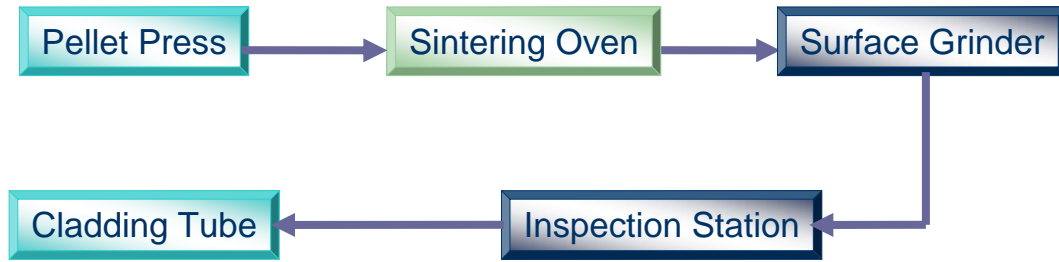 Pellet Press
Sintering Oven
Surface Grinder
Cladding Tube
Inspection Station